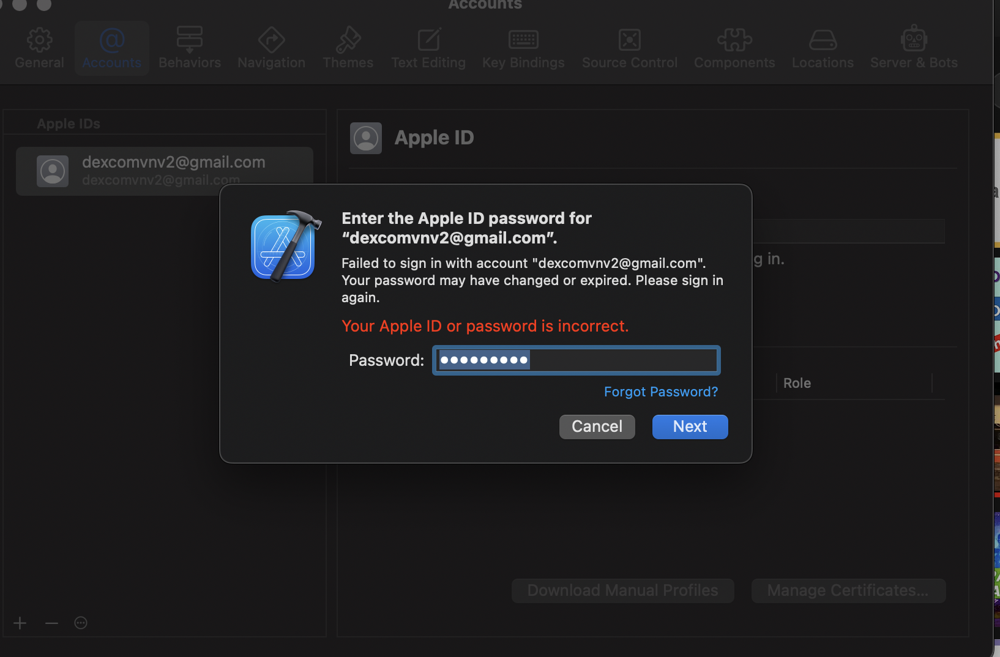 Accounts
General
Accounts
Behaviors
Navigation
Themes
Text Editing
Key Bindings
Source Control
Components
Locations
Server & Bots
Apple IDs
dexcomvnv2@gmail.com
dexcomvnv2@gmail.com
Apple ID
Enter the Apple ID password for
“dexcomvnv2@gmail.com”.
Failed to sign in with account "dexcomvnv2@gmail.com".
Your password may have changed or expired. Please sign in
again.
g in.
Your Apple ID or password is incorrect.
Password:
Forgot Password?
Role
Cancel
Next
Download Manual Profiles
Manage Certificates...